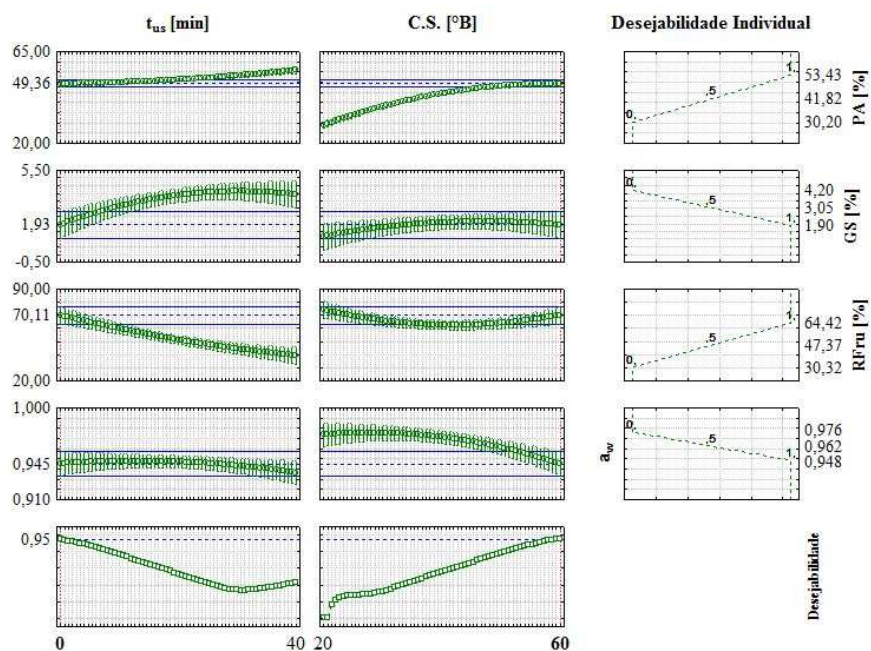 t_us [min] C.S. [°B] Desejabilidade Individual
65,00
49,36
20,00
0, ,5 1,
53,43
41,82
30,20
PA [%]
5,50
1,93
-0,50
0, ,5 1,
4,20
3,05
1,90
GS [%]
90,00
70,11
20,00
0, ,5 1,
64,42
47,37
30,32
RFru [%]
1,000
0,945
0,910
0, ,5 1,
a_w
0,976
0,962
0,948
0,95
Desejabilidade
0 40 20 60